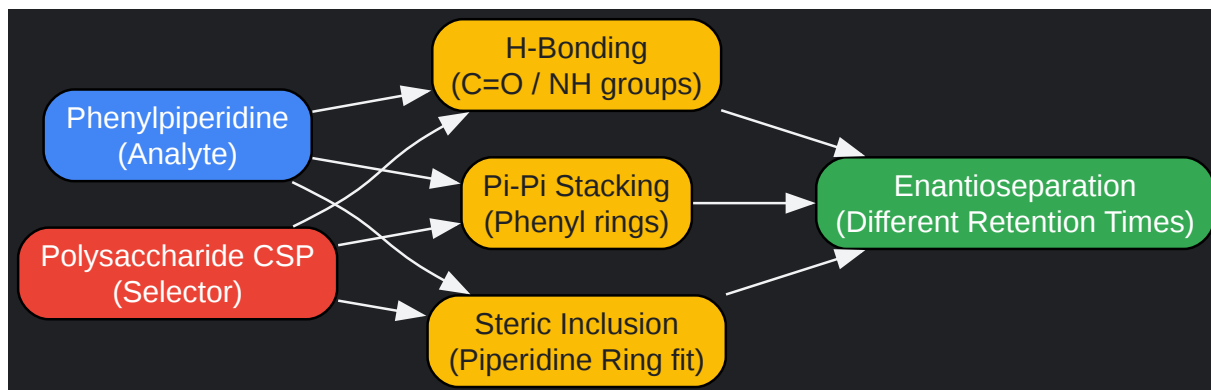 H-Bonding
(C=O / NH groups)
Phenylpiperidine
(Analyte)
Pi-Pi Stacking
(Phenyl rings)
Enantioseparation
(Different Retention Times)
Polysaccharide CSP
(Selector)
Steric Inclusion
(Piperidine Ring fit)